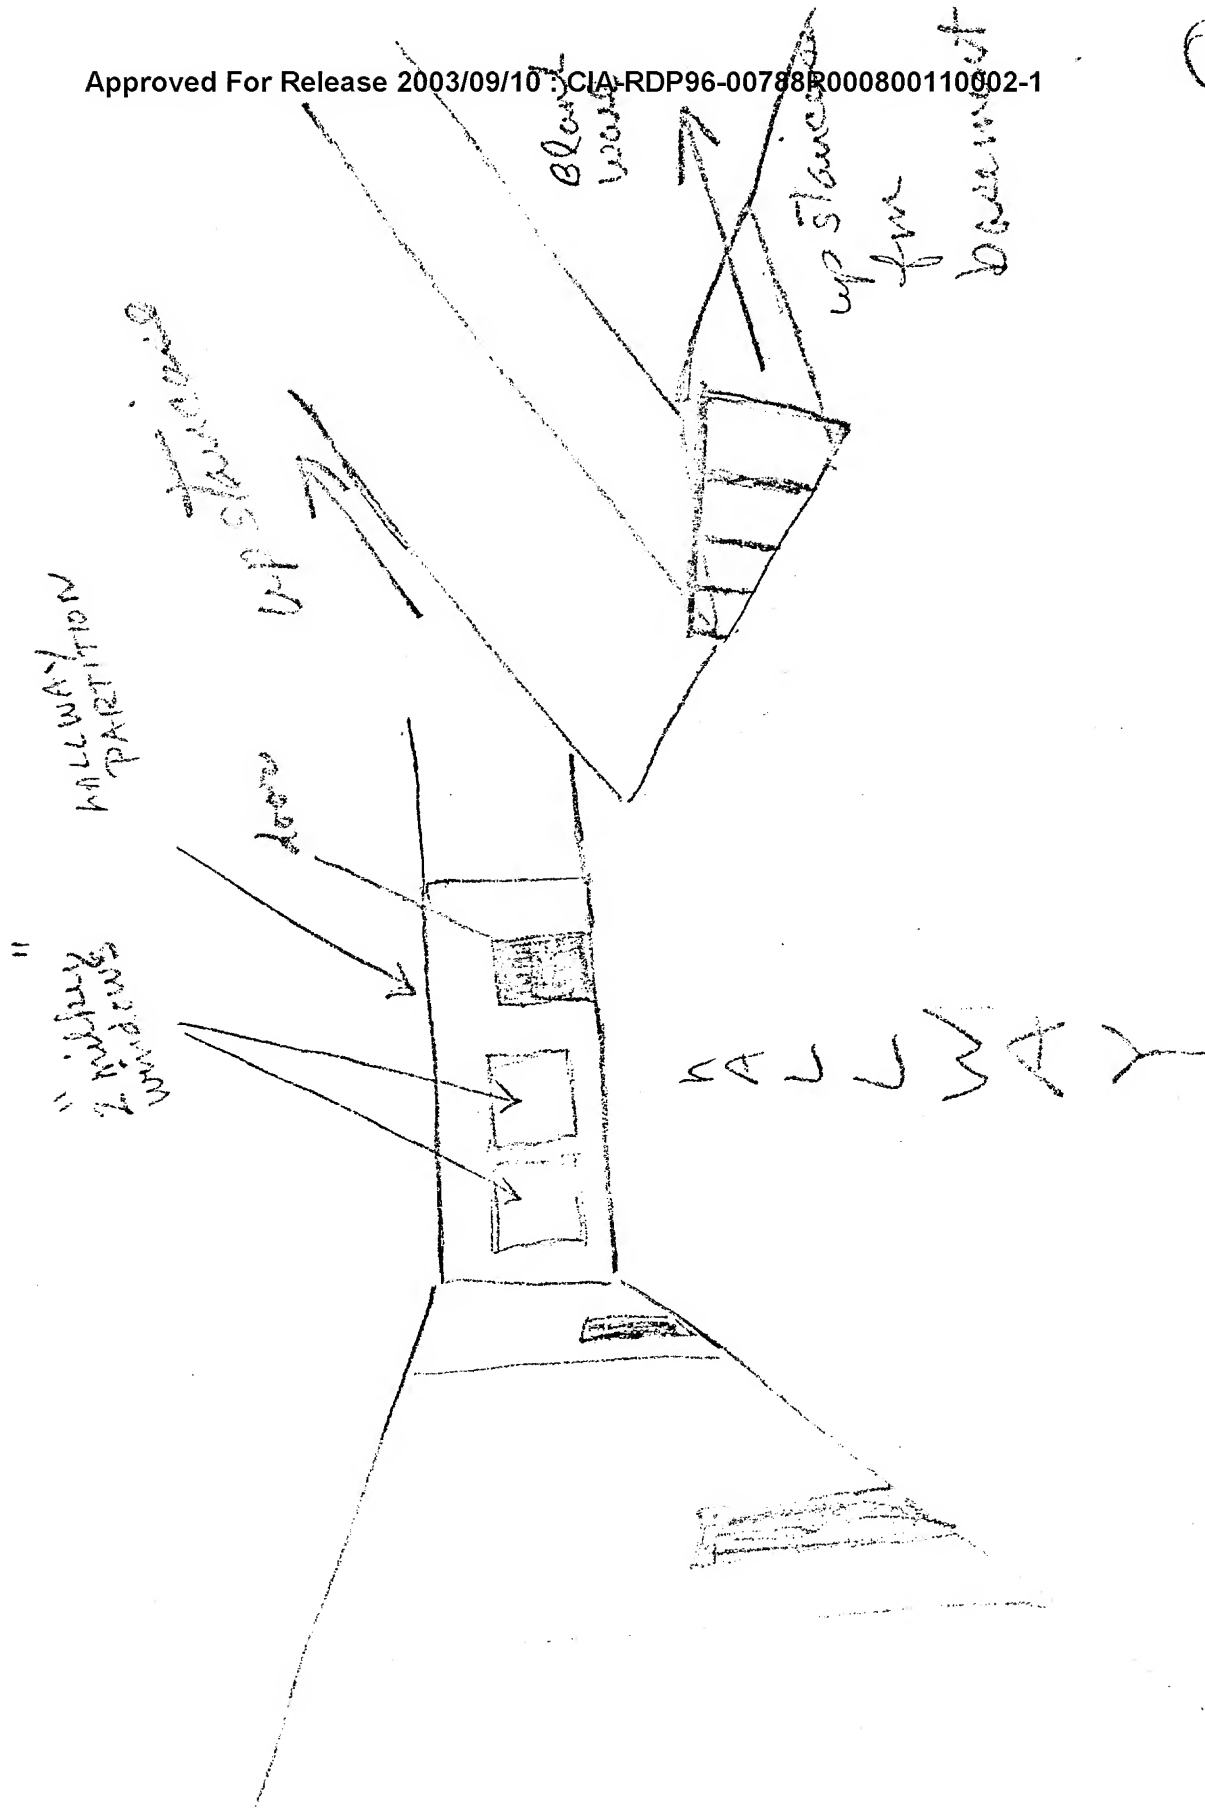 Approved For Release 2003/09/10 : CIA-RDP96-00788R000800110002-1
"
" milky
2 windows
HALLWAY
PARTITION
door
up stairs
Blank
wall
up stairs
from
basement
HALLWAY